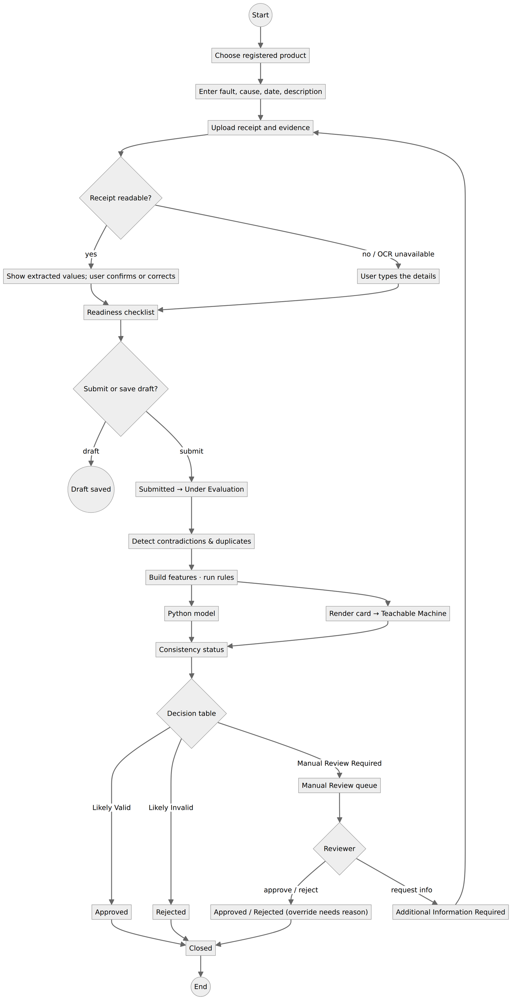 Start
Choose registered product
Enter fault, cause, date, description
Upload receipt and evidence
Receipt readable?
yes
no / OCR unavailable
Show extracted values; user confirms or corrects
User types the details
Readiness checklist
Submit or save draft?
draft
submit
Draft saved
Submitted → Under Evaluation
Detect contradictions & duplicates
Build features · run rules
Python model
Render card → Teachable Machine
Consistency status
Decision table
Manual Review Required
Manual Review queue
Likely Valid
Likely Invalid
Reviewer
approve / reject
request info
Approved
Rejected
Approved / Rejected (override needs reason)
Additional Information Required
Closed
End